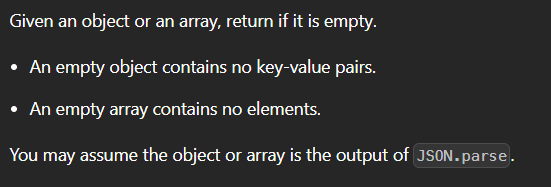 Given an object or an array, return if it is empty.
• An empty object contains no key-value pairs.
• An empty array contains no elements.
You may assume the object or array is the output of JSON.parse.